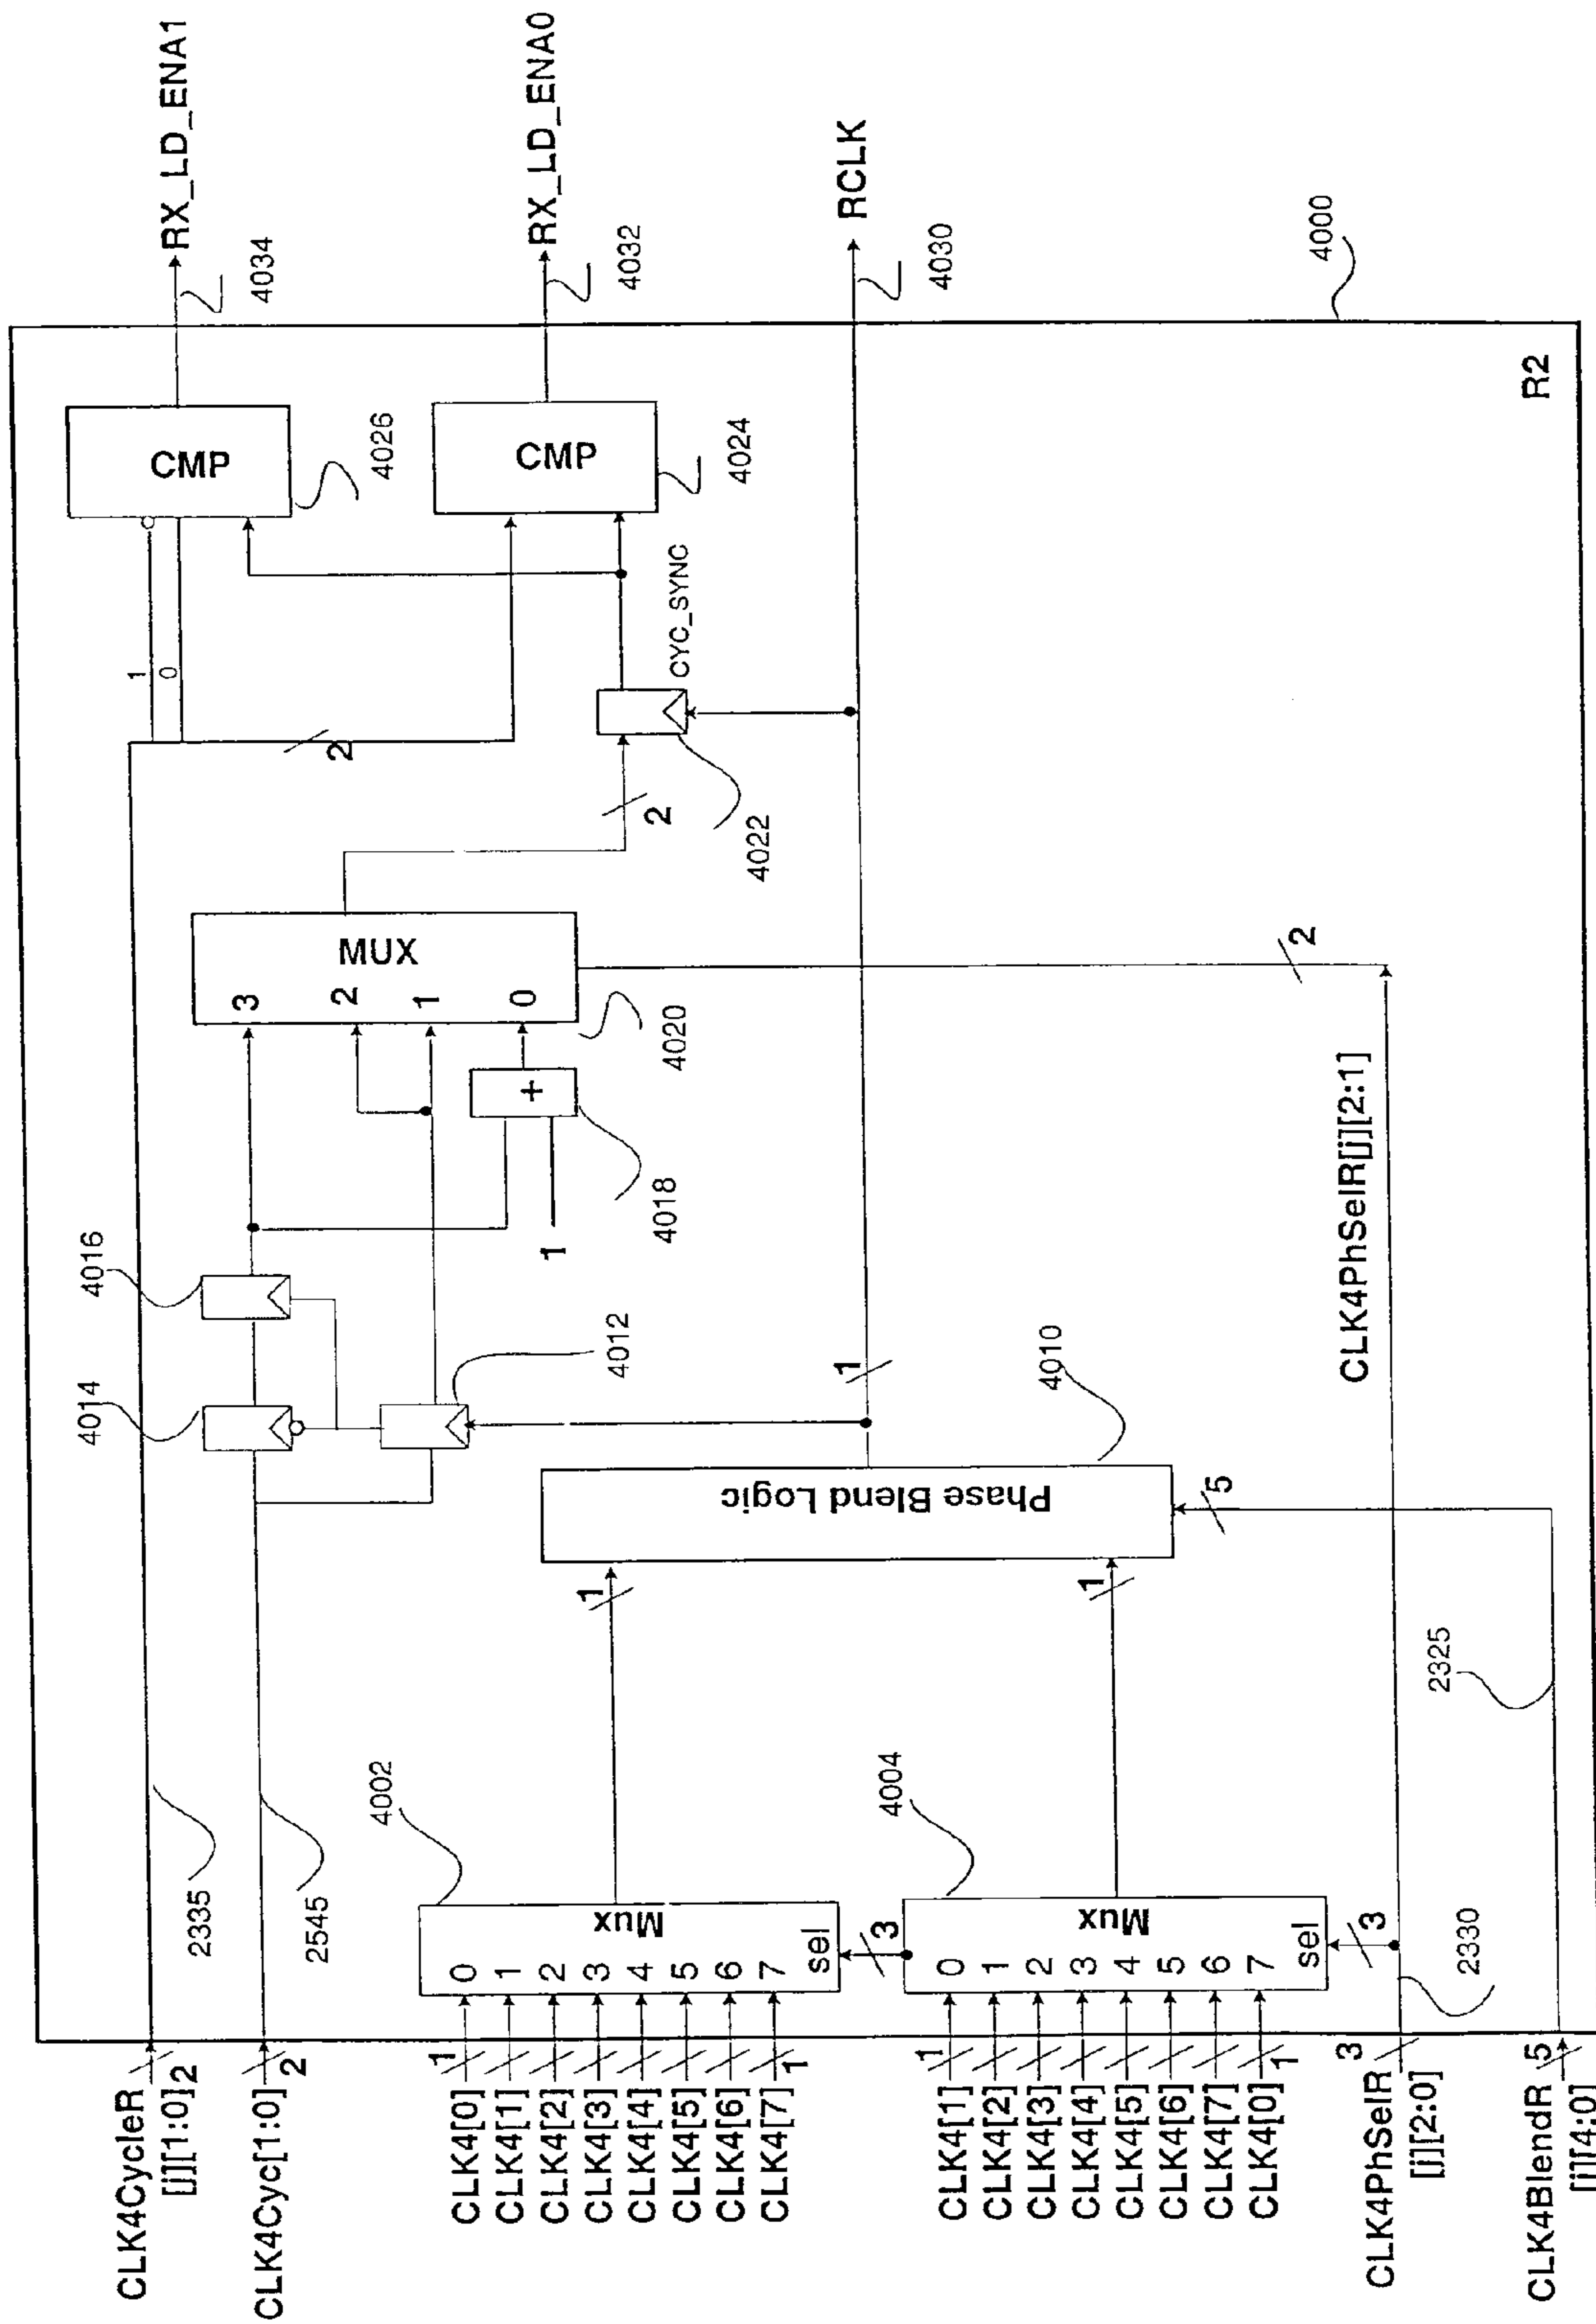 CLK4CycleR
[j][1:0]
2
CLK4Cyc[1:0]
2
CLK4[0]
CLK4[1]
CLK4[2]
CLK4[3]
CLK4[4]
CLK4[5]
CLK4[6]
CLK4[7]
1
1
CLK4[1]
CLK4[2]
CLK4[3]
CLK4[4]
CLK4[5]
CLK4[6]
CLK4[7]
CLK4[0]
1
1
CLK4PhSelR
[j][2:0]
3
CLK4BlendR
[j][4:0]
5
2335
2545
4002
Mux
0
1
2
3
4
5
6
7
sel
3
4004
Mux
0
1
2
3
4
5
6
7
sel
3
2330
2325
1
1
5
Phase Blend Logic
4010
1
4014
4016
4012
1
+
4018
MUX
3
2
1
0
4020
CLK4PhSelR[j][2:1]
2
2
4022
CYC_SYNC
2
1
0
CMP
4026
CMP
4024
RX_LD_ENA1
4034
RX_LD_ENA0
4032
RCLK
4030
4000
R2